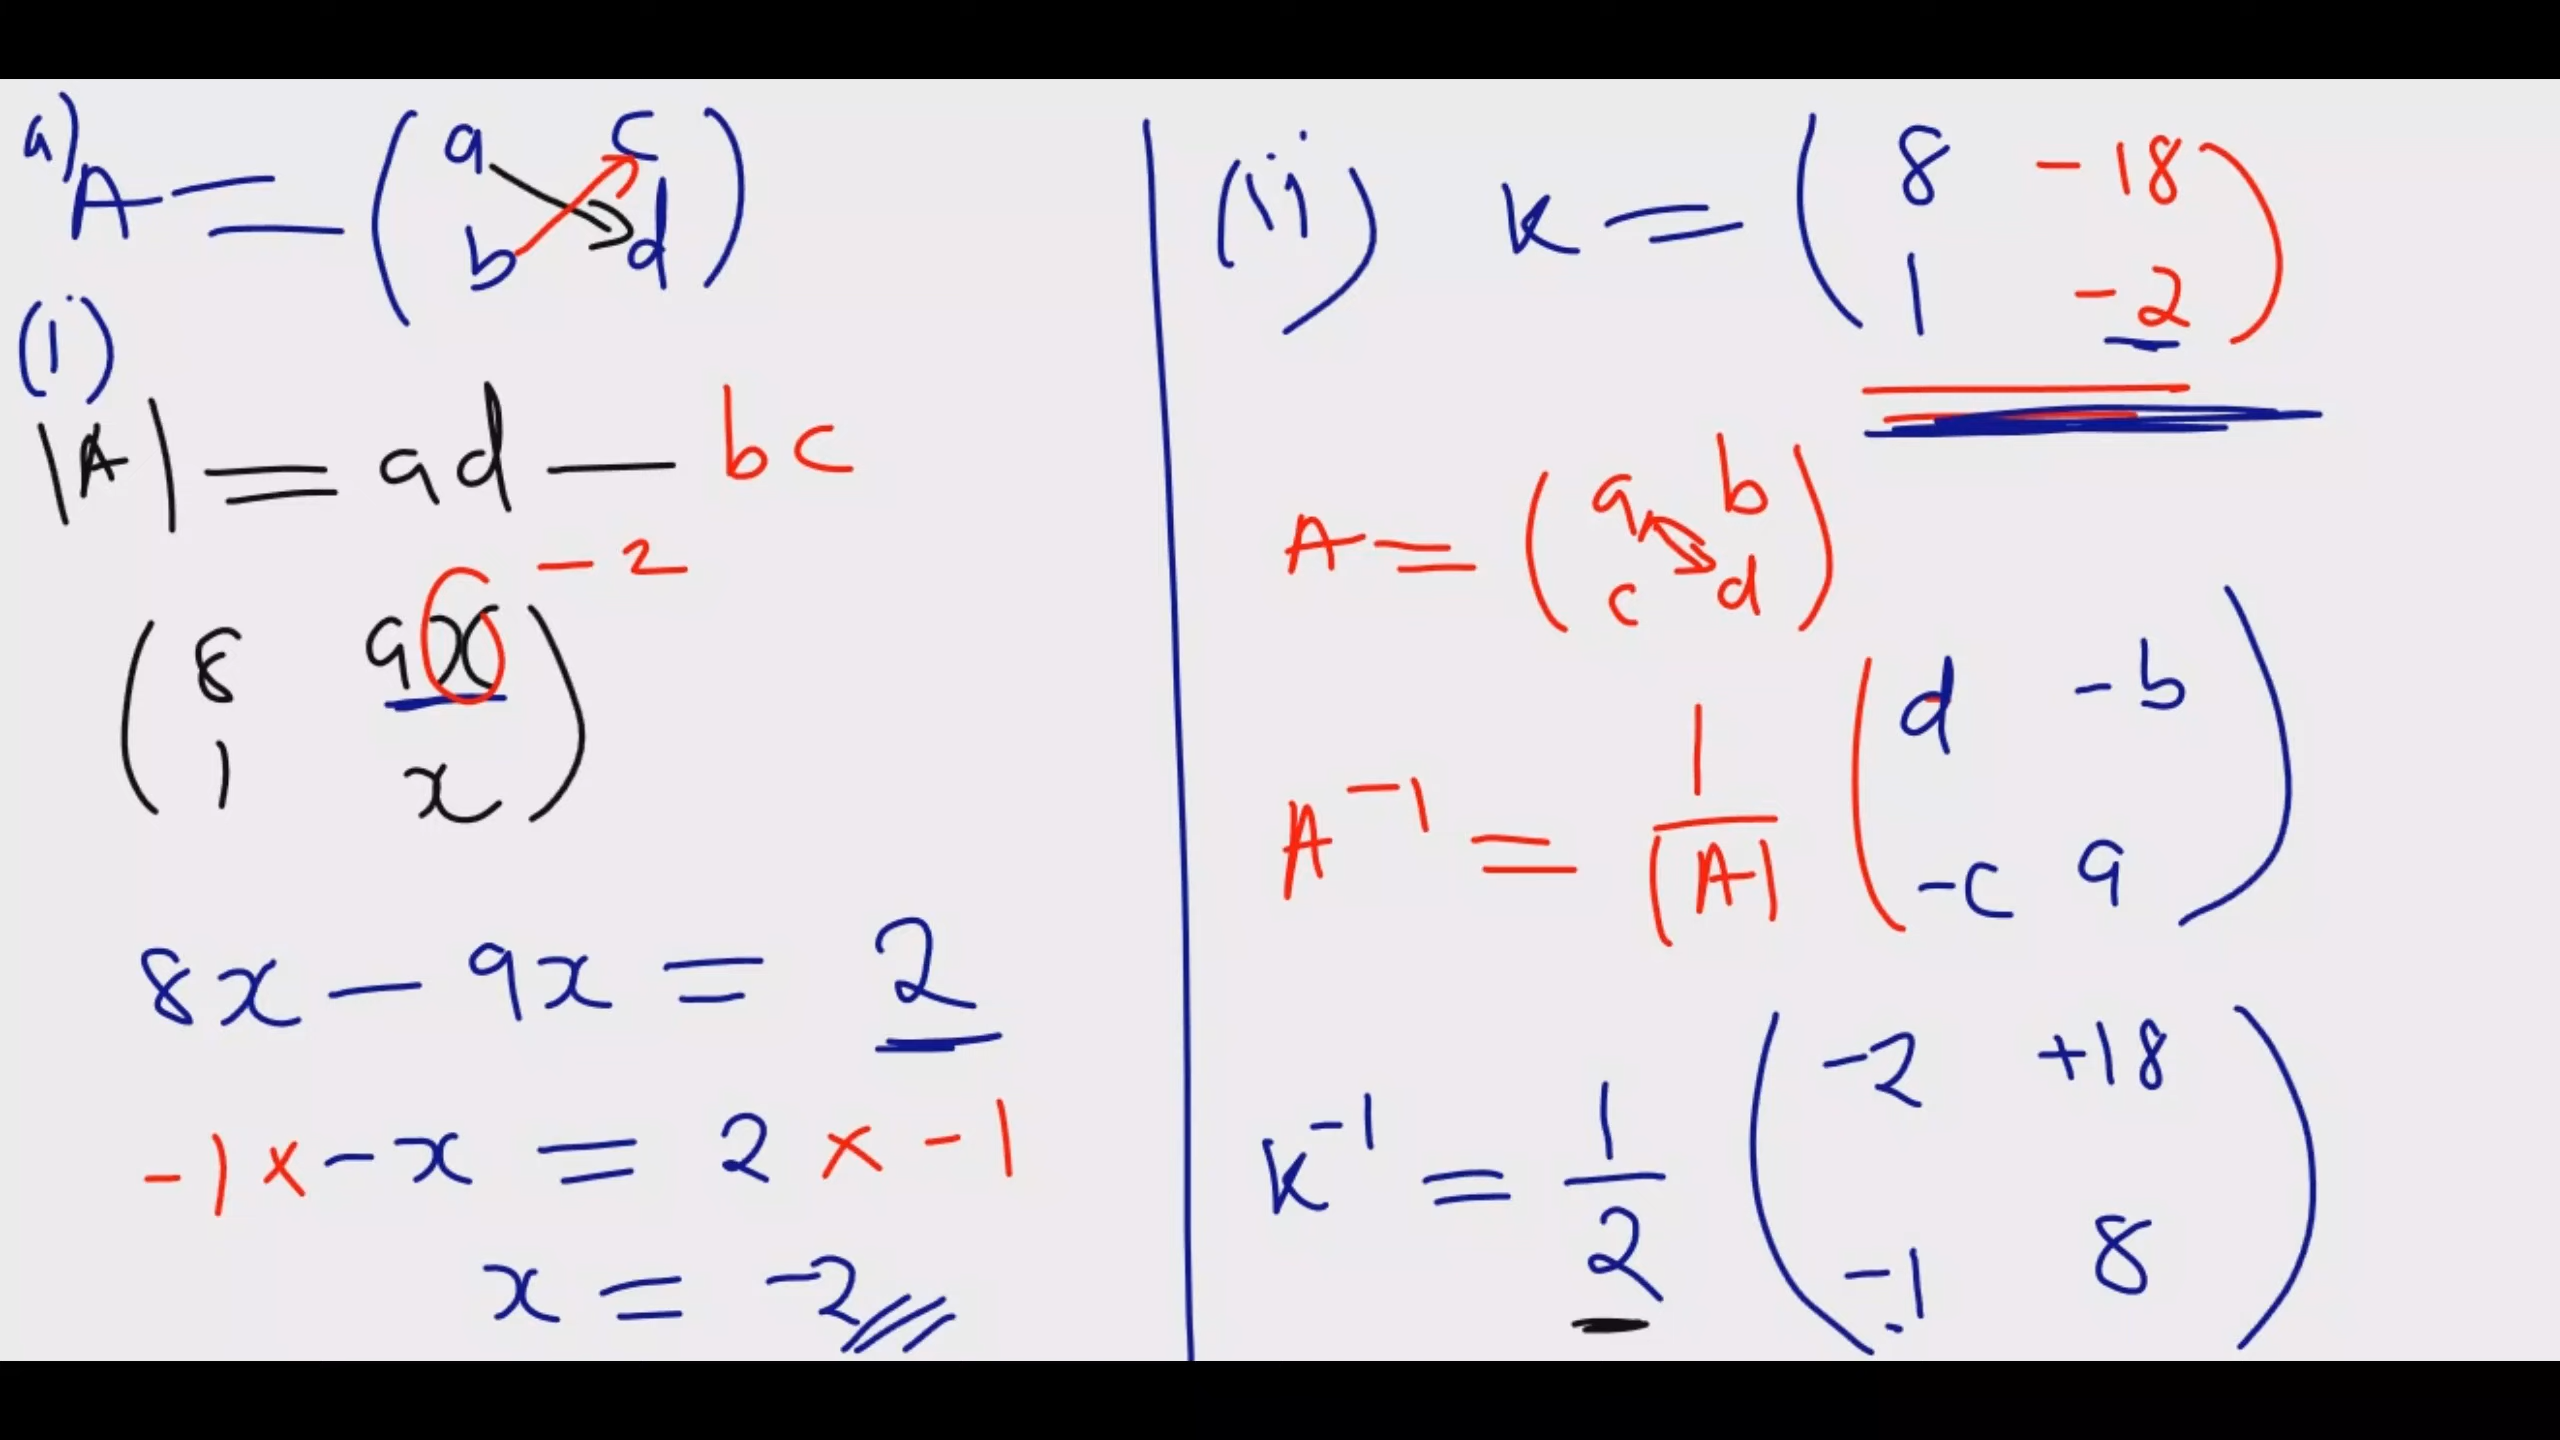 a)
A = ( a c
b d )
(i)
|A| = ad — bc
- 2
( 8 9x
1 x )
8x — 9x = 2
-1 x -x = 2 x -1
x = -2
(ii) K = ( 8 -18
1 -2 )
A = ( a b
c d )
A⁻¹ = 1/|A| ( d -b
-c a )
K⁻¹ = 1/2 ( -2 +18
-1 8 )